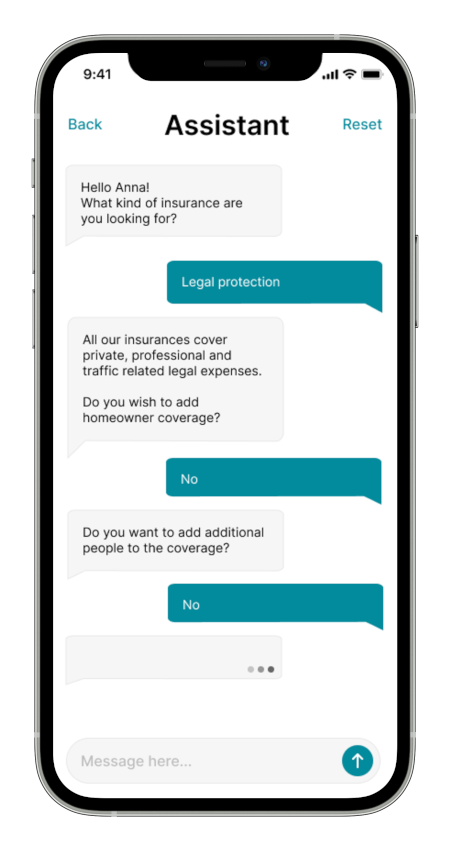 9:41
Back
Assistant
Reset
Hello Anna!
What kind of insurance are
you looking for?
Legal protection
All our insurances cover
private, professional and
traffic related legal expenses.
Do you wish to add
homeowner coverage?
No
Do you want to add additional
people to the coverage?
No
Message here...